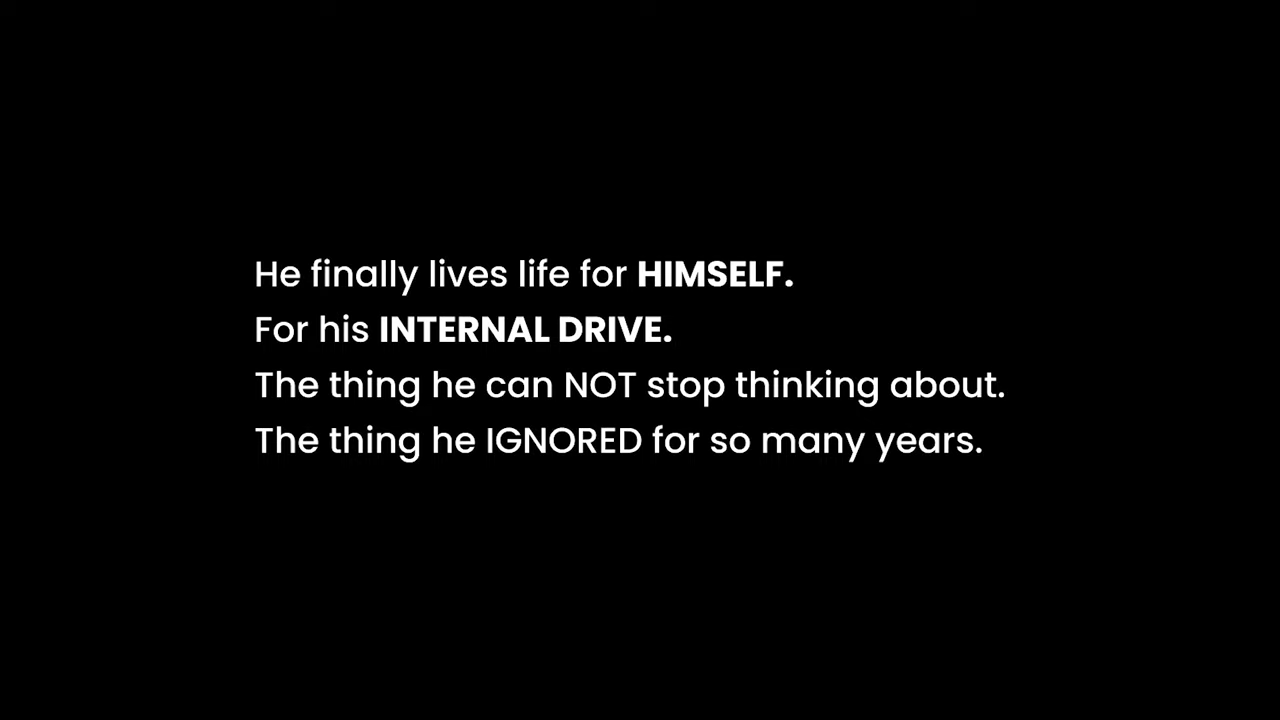 He finally lives life for HIMSELF.
For his INTERNAL DRIVE.
The thing he can NOT stop thinking about.
The thing he IGNORED for so many years.